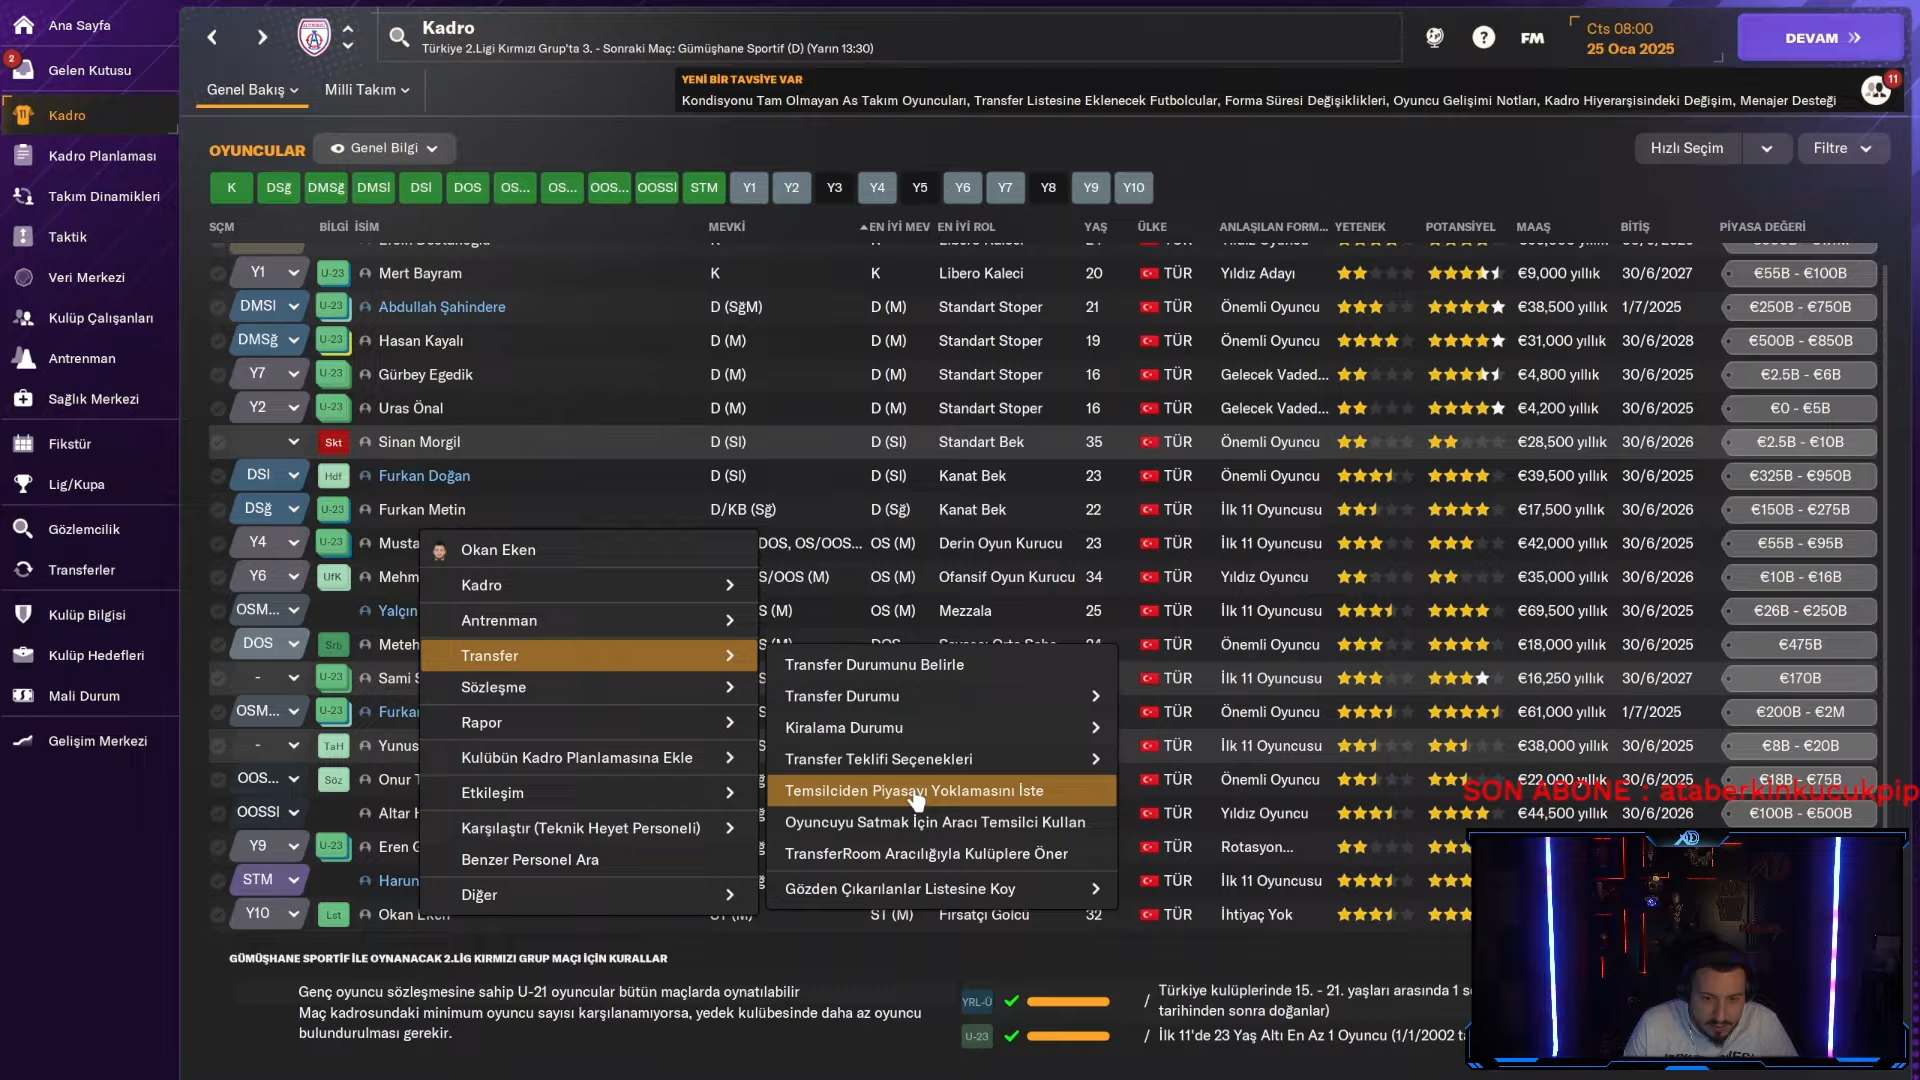 Ana Sayfa
2
Gelen Kutusu
Kadro
Kadro Planlaması
Takım Dinamikleri
Taktik
Veri Merkezi
Kulüp Çalışanları
Antrenman
Sağlık Merkezi
Fikstür
Lig/Kupa
Gözlemcilik
Transferler
Kulüp Bilgisi
Kulüp Hedefleri
Mali Durum
Gelişim Merkezi
Kadro
Türkiye 2.Ligi Kırmızı Grup'ta 3. - Sonraki Maç: Gümüşhane Sportif (D) (Yarın 13:30)
FM
Cts 08:00
25 Oca 2025
DEVAM
Genel Bakış
Milli Takım
YENİ BİR TAVSİYE VAR
Kondisyonu Tam Olmayan As Takım Oyuncuları, Transfer Listesine Eklenecek Futbolcular, Forma Süresi Değişiklikleri, Oyuncu Gelişimi Notları, Kadro Hiyerarşisindeki Değişim, Menajer Desteği
11
OYUNCULAR
Genel Bilgi
Hızlı Seçim
Filtre
K DSğ DMSğ DMSl DSl DOS OS... OS... OOS... OOSSl STM Y1 Y2 Y3 Y4 Y5 Y6 Y7 Y8 Y9 Y10
SÇM BİLGİ İSİM MEVKİ EN İYİ MEV EN İYİ ROL YAŞ ÜLKE ANLAŞILAN FORM... YETENEK POTANSİYEL MAAŞ BİTİŞ PİYASA DEĞERİ
Y1 U-23 Mert Bayram K K Libero Kaleci 20 TÜR Yıldız Adayı €9,000 yıllık 30/6/2027 €55B - €100B
DMSl U-23 Abdullah Şahindere D (SğM) D (M) Standart Stoper 21 TÜR Önemli Oyuncu €38,500 yıllık 1/7/2025 €250B - €750B
DMSğ U-23 Hasan Kayalı D (M) D (M) Standart Stoper 19 TÜR Önemli Oyuncu €31,000 yıllık 30/6/2028 €500B - €850B
Y7 U-23 Gürbey Egedik D (M) D (M) Standart Stoper 16 TÜR Gelecek Vaded... €4,800 yıllık 30/6/2025 €2.5B - €6B
Y2 U-23 Uras Önal D (M) D (M) Standart Stoper 16 TÜR Gelecek Vaded... €4,200 yıllık 30/6/2025 €0 - €5B
Skt Sinan Morgil D (Sl) D (Sl) Standart Bek 35 TÜR Önemli Oyuncu €28,500 yıllık 30/6/2026 €2.5B - €10B
DSl Hdf Furkan Doğan D (Sl) D (Sl) Kanat Bek 23 TÜR Önemli Oyuncu €39,500 yıllık 30/6/2025 €325B - €950B
DSğ U-23 Furkan Metin D/KB (Sğ) D (Sğ) Kanat Bek 22 TÜR İlk 11 Oyuncusu €17,500 yıllık 30/6/2026 €150B - €275B
Y4 U-23 Musta DOS, OS/OOS... OS (M) Derin Oyun Kurucu 23 TÜR İlk 11 Oyuncusu €42,000 yıllık 30/6/2025 €55B - €95B
Y6 UfK Mehm S/OOS (M) OS (M) Ofansif Oyun Kurucu 34 TÜR Yıldız Oyuncu €35,000 yıllık 30/6/2026 €10B - €16B
OSM... Yalçın S (M) OS (M) Mezzala 25 TÜR İlk 11 Oyuncusu €69,500 yıllık 30/6/2026 €26B - €250B
DOS Srb Meteh TÜR Önemli Oyuncu €18,000 yıllık 30/6/2025 €475B
- U-23 Sami S TÜR İlk 11 Oyuncusu €16,250 yıllık 30/6/2027 €170B
OSM... U-23 Furka TÜR Önemli Oyuncu €61,000 yıllık 1/7/2025 €200B - €2M
- TaH Yunus TÜR İlk 11 Oyuncusu €38,000 yıllık 30/6/2025 €8B - €20B
OOS... Söz Onur T TÜR Önemli Oyuncu €22,000 yıllık 30/6/2025 €18B - €75B
OOSSl Altar TÜR Yıldız Oyuncu €44,500 yıllık 30/6/2026 €100B - €500B
Y9 U-23 Eren TÜR Rotasyon...
STM Harun TÜR İlk 11 Oyuncusu
Y10 Lst Okan Eken ST (M) ST (M) Fırsatçı Golcü 32 TÜR İhtiyaç Yok
Okan Eken
Kadro
Antrenman
Transfer
Sözleşme
Rapor
Kulübün Kadro Planlamasına Ekle
Etkileşim
Karşılaştır (Teknik Heyet Personeli)
Benzer Personel Ara
Diğer
Transfer Durumunu Belirle
Transfer Durumu
Kiralama Durumu
Transfer Teklifi Seçenekleri
Temsilciden Piyasayı Yoklamasını İste
Oyuncuyu Satmak İçin Aracı Temsilci Kullan
TransferRoom Aracılığıyla Kulüplere Öner
Gözden Çıkarılanlar Listesine Koy
SON ABONE : ataberkinkucukpip
GÜMÜŞHANE SPORTİF İLE OYNANACAK 2.LİG KIRMIZI GRUP MAÇI İÇİN KURALLAR
Genç oyuncu sözleşmesine sahip U-21 oyuncular bütün maçlarda oynatılabilir
Maç kadrosundaki minimum oyuncu sayısı karşılanamıyorsa, yedek kulübesinde daha az oyuncu
bulundurulması gerekir.
YRL-Ü / Türkiye kulüplerinde 15. - 21. yaşları arasında 1 s
tarihinden sonra doğanlar)
U-23 / İlk 11'de 23 Yaş Altı En Az 1 Oyuncu (1/1/2002 ta